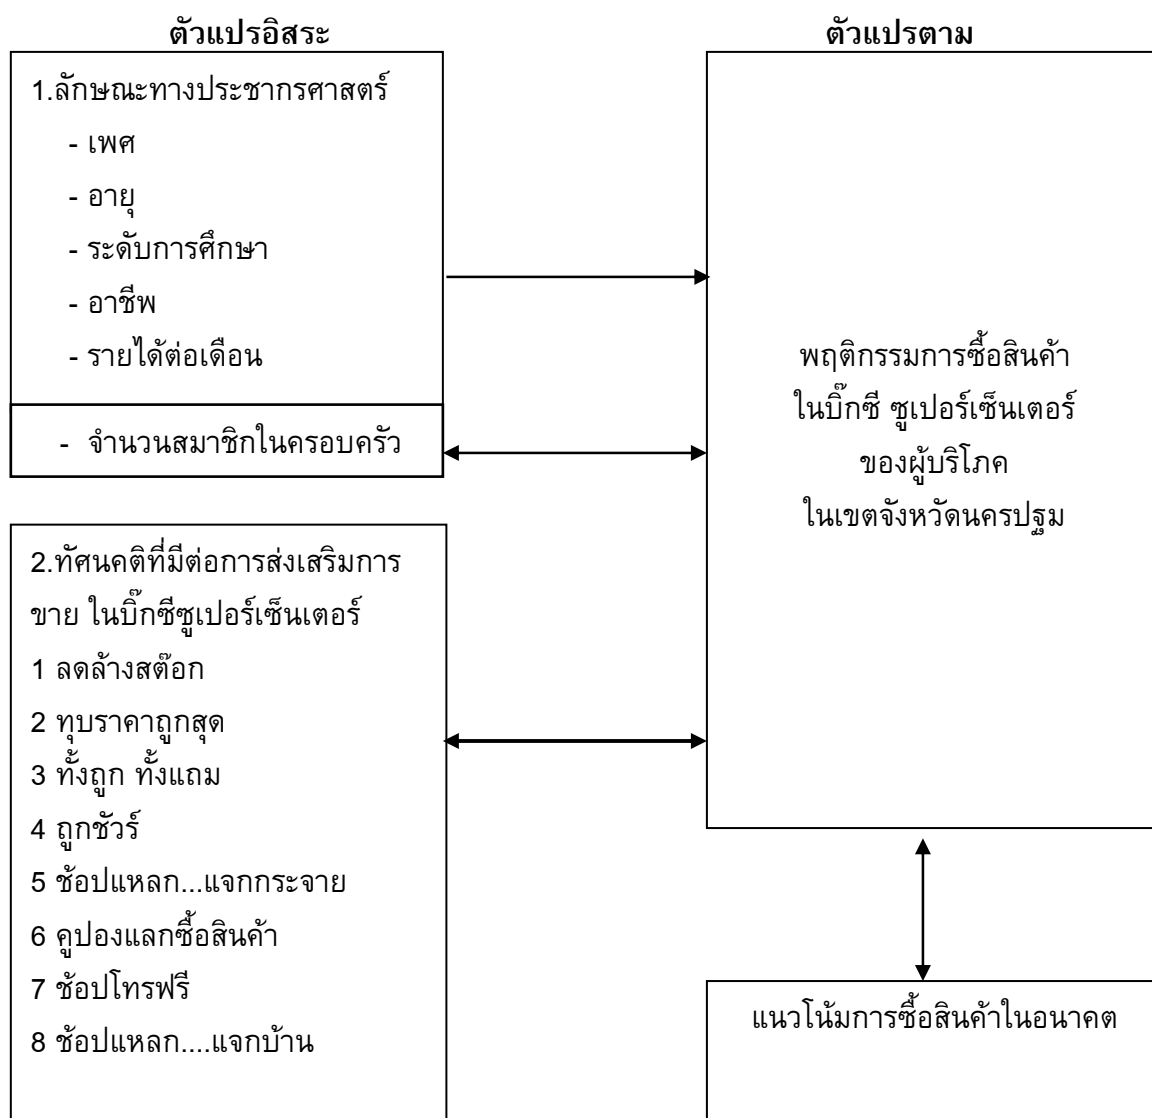 ตัวแปรอิสระ
ตัวแปรตาม
1.ลักษณะทางประชากรศาสตร์
- เพศ
- อายุ
- ระดับการศึกษา
- อาชีพ
- รายได้ต่อเดือน
- จำนวนสมาชิกในครอบครัว
2.ทัศนคติที่มีต่อการส่งเสริมการ
ขาย ในบิ๊กซีซูเปอร์เซ็นเตอร์
1 ลดล้างสต๊อก
2 ทุบราคาถูกสุด
3 ทั้งถูก ทั้งแถม
4 ถูกชัวร์
5 ช้อปแหลก...แจกกระจาย
6 คูปองแลกซื้อสินค้า
7 ช้อปโทรฟรี
8 ช้อปแหลก....แจกบ้าน
พฤติกรรมการซื้อสินค้า
ในบิ๊กซี ซูเปอร์เซ็นเตอร์
ของผู้บริโภค
ในเขตจังหวัดนครปฐม
แนวโน้มการซื้อสินค้าในอนาคต